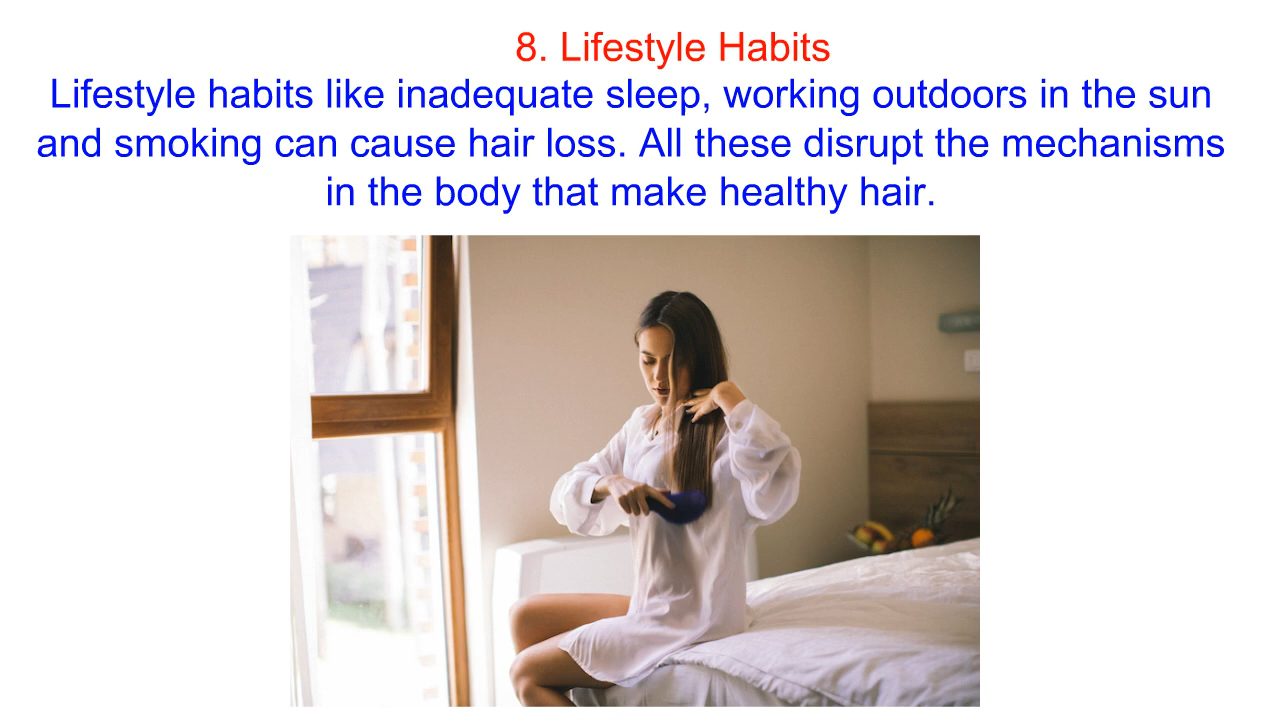 8. Lifestyle Habits
Lifestyle habits like inadequate sleep, working outdoors in the sun
and smoking can cause hair loss. All these disrupt the mechanisms
in the body that make healthy hair.